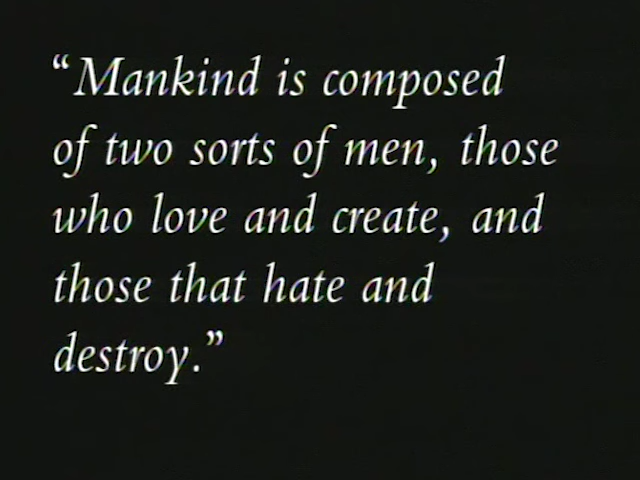 “Mankind is composed
of two sorts of men, those
who love and create, and
those that hate and
destroy.”